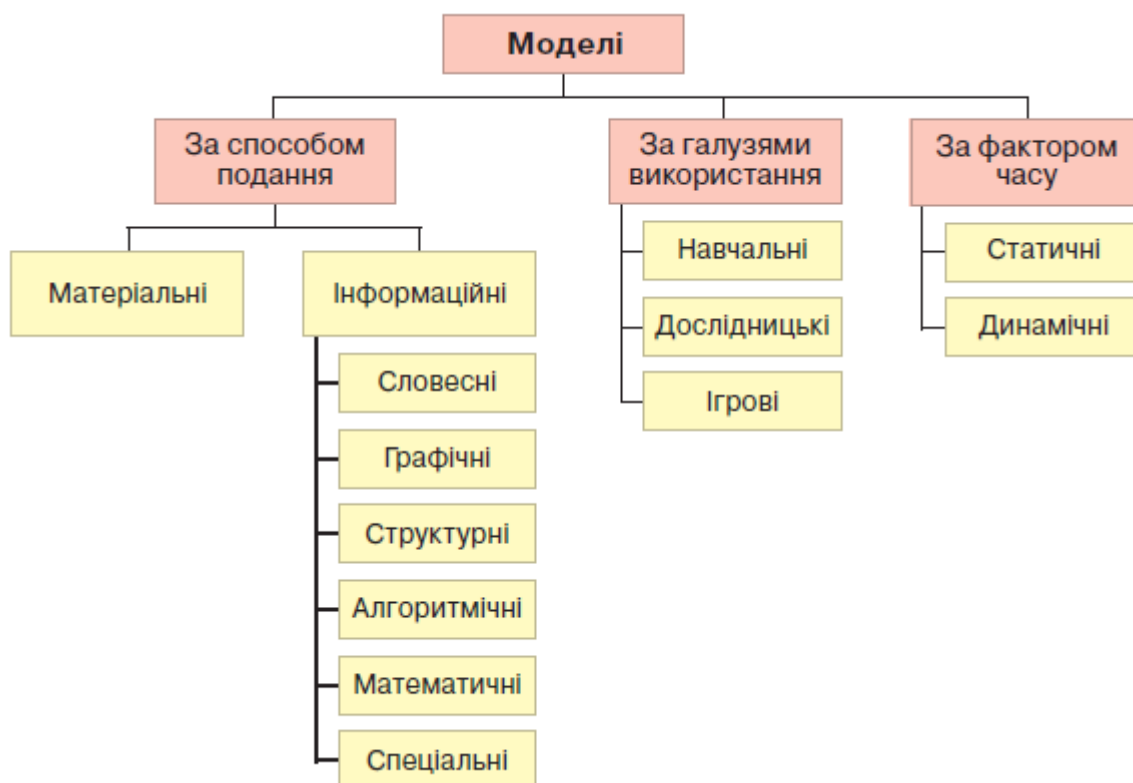 Моделі
За способом
подання
Матеріальні
Інформаційні
Словесні
Графічні
Структурні
Алгоритмічні
Математичні
Спеціальні
За галузями
використання
Навчальні
Дослідницькі
Ігрові
За фактором
часу
Статичні
Динамічні